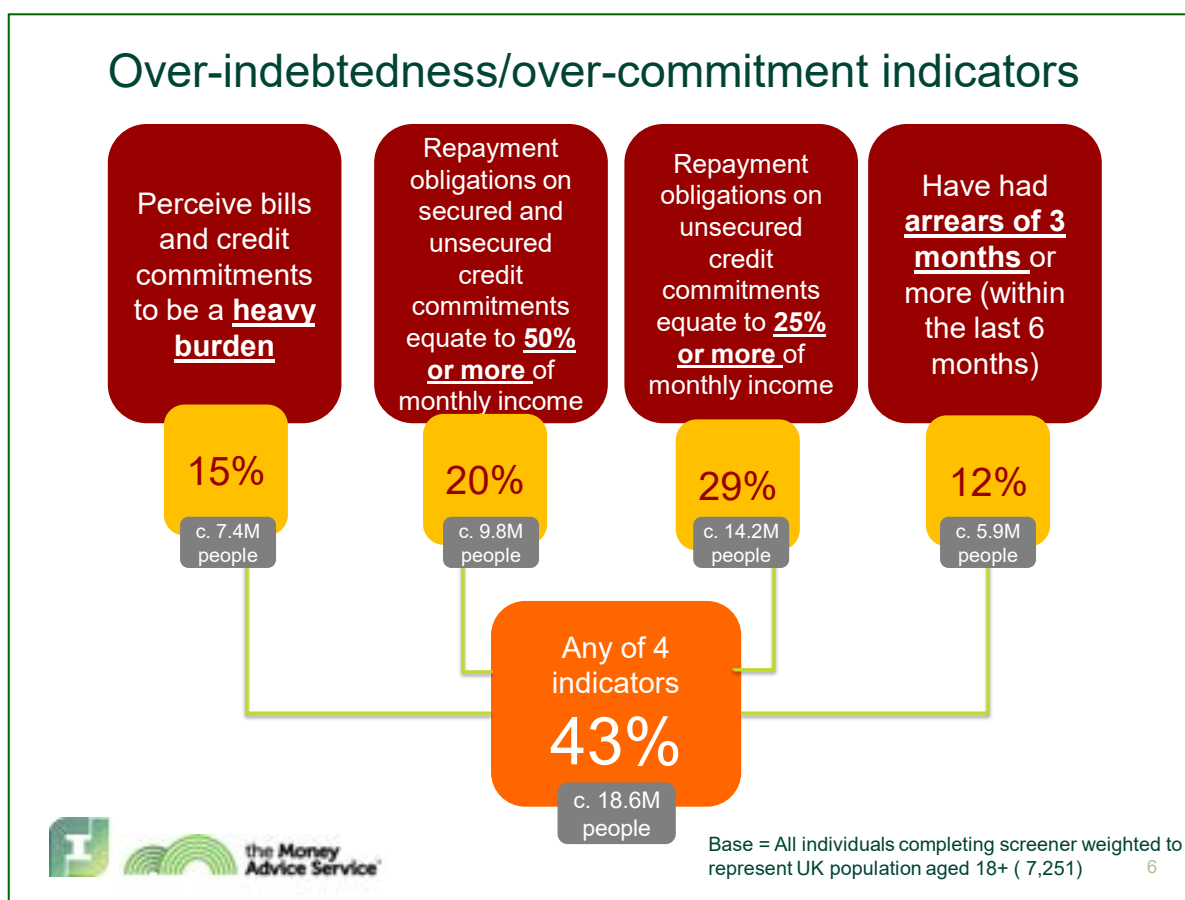 Over-indebtedness/over-commitment indicators
Perceive bills
and credit
commitments
to be a heavy
burden
15%
c. 7.4M
people
Repayment
obligations on
secured and
unsecured
credit
commitments
equate to 50%
or more of
monthly income
20%
c. 9.8M
people
Repayment
obligations on
unsecured
credit
commitments
equate to 25%
or more of
monthly income
29%
c. 14.2M
people
Have had
arrears of 3
months or
more (within
the last 6
months)
12%
c. 5.9M
people
Any of 4
indicators
43%
c. 18.6M
people
the Money
Advice Service
Base = All individuals completing screener weighted to
represent UK population aged 18+ ( 7,251)
6